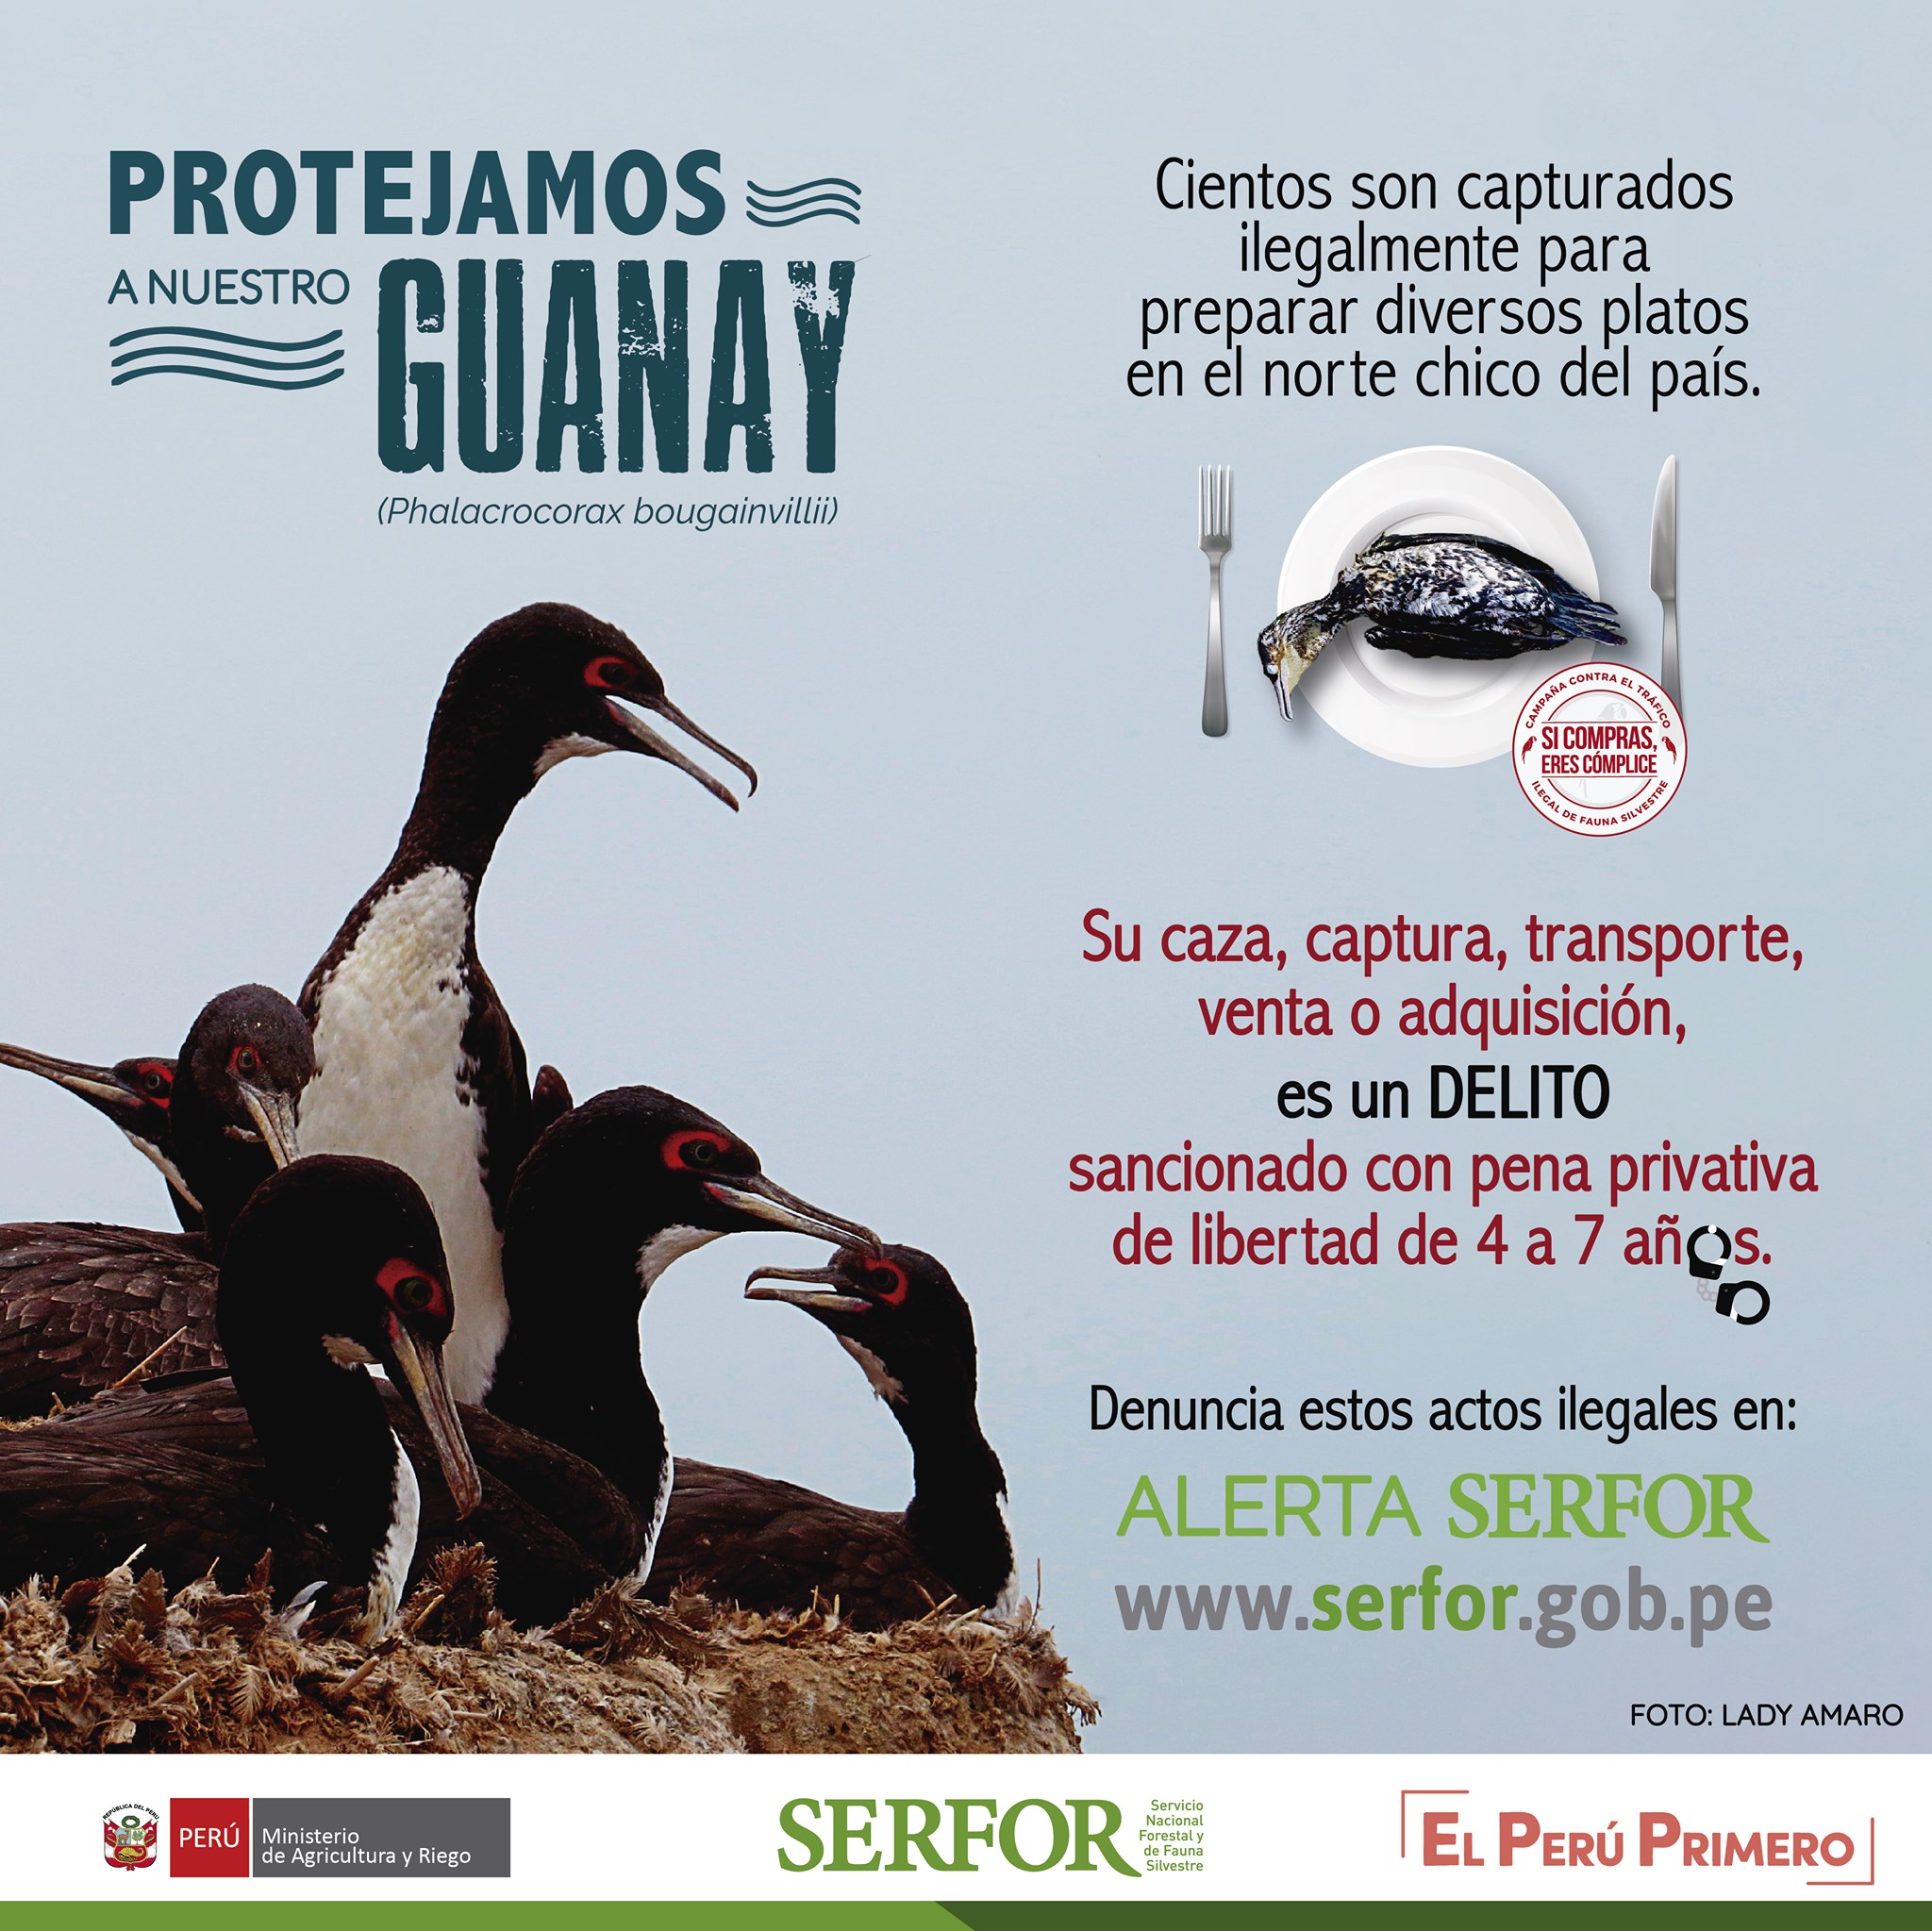 PROTEJAMOS
A NUESTRO
GUANAY
(Phalacrocorax bougainvillii)
Cientos son capturados
ilegalmente para
preparar diversos platos
en el norte chico del país.
CAMPAÑA CONTRA EL TRÁFICO
SI COMPRAS,
ERES CÓMPLICE
ILEGAL DE FAUNA SILVESTRE
Su caza, captura, transporte,
venta o adquisición,
es un DELITO
sancionado con pena privativa
de libertad de 4 a 7 años.
Denuncia estos actos ilegales en:
ALERTA SERFOR
www.serfor.gob.pe
FOTO: LADY AMARO
REPÚBLICA DEL PERÚ
PERÚ
Ministerio
de Agricultura y Riego
SERFOR
Servicio
Nacional
Forestal y
de Fauna
Silvestre
EL PERÚ PRIMERO